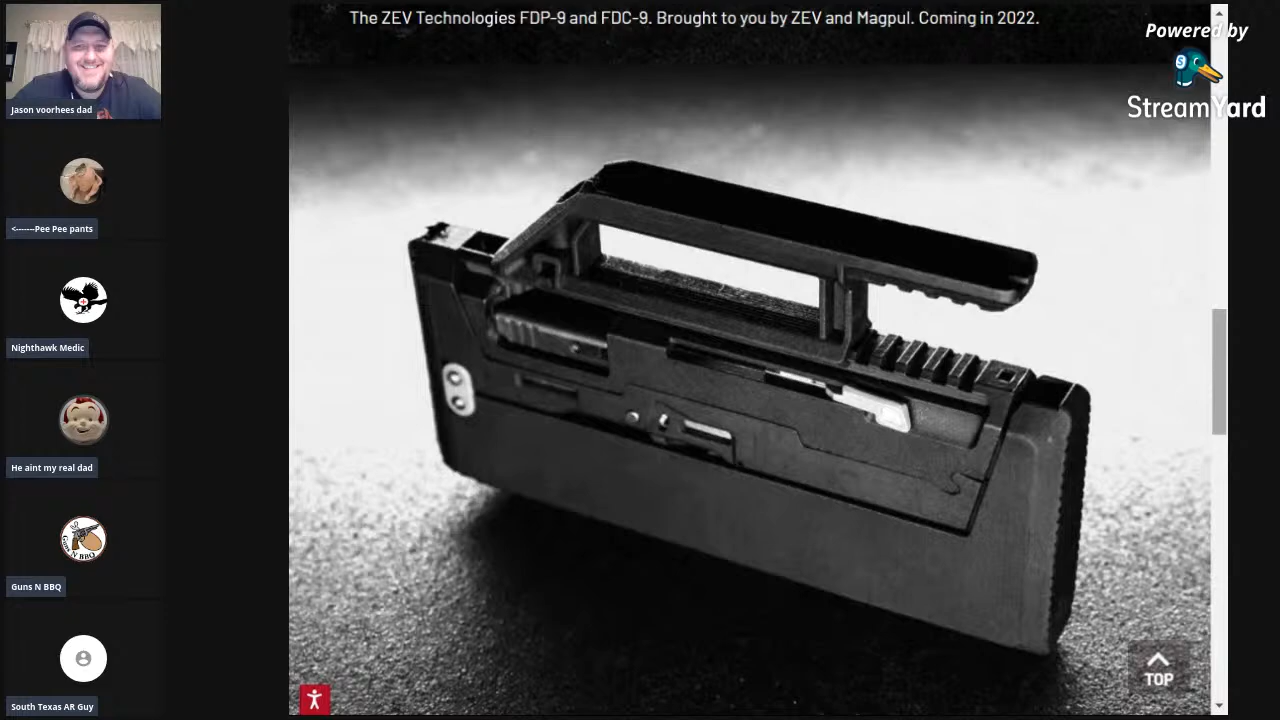 The ZEV Technologies FDP-9 and FDC-9. Brought to you by ZEV and Magpul. Coming in 2022.
Powered by
StreamYard
Jason voorhees dad
<-------Pee Pee pants
Nighthawk Medic
He aint my real dad
Guns N BBQ
Guns N BBQ
South Texas AR Guy
TOP